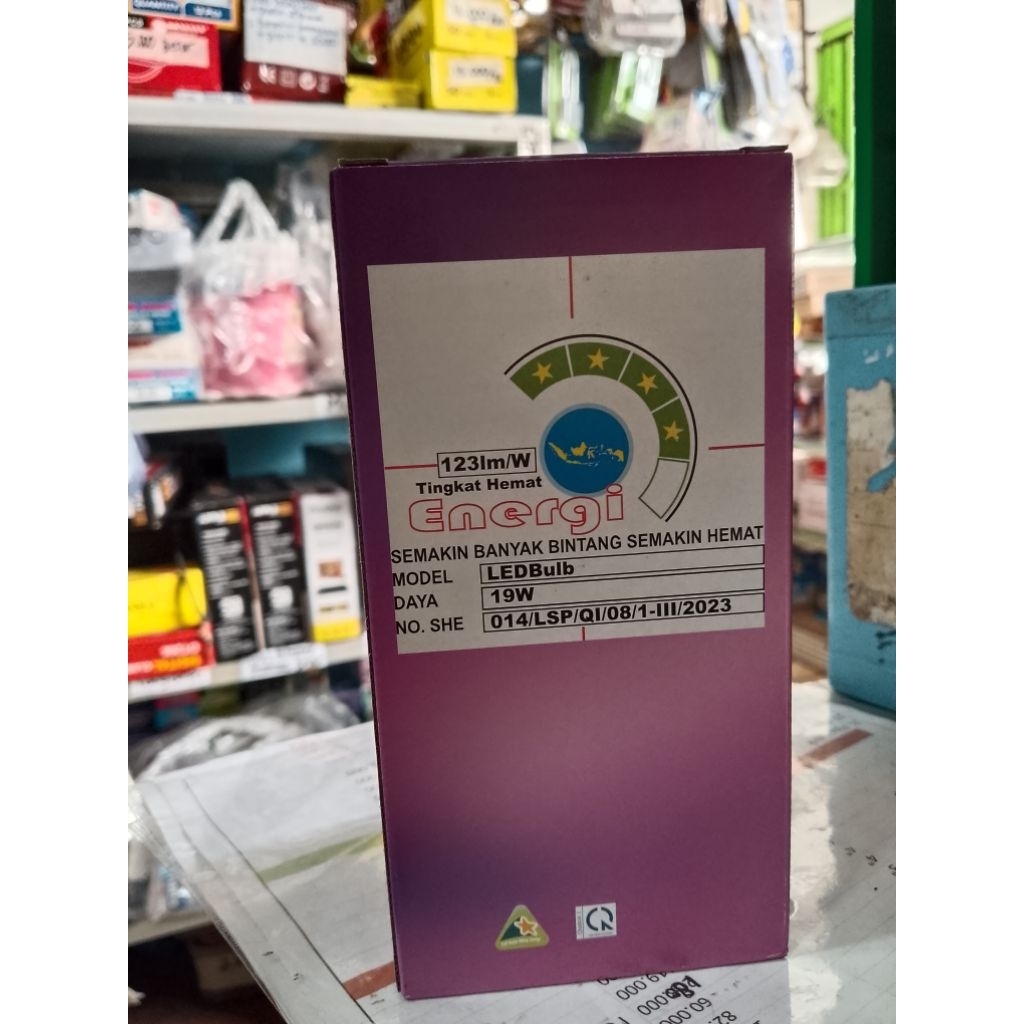 123lm/W
Tingkat Hemat
Energi
SEMAKIN BANYAK BINTANG SEMAKIN HEMAT
MODEL LEDBulb
DAYA 19W
NO. SHE 014/LSP/QI/08/1-III/2023